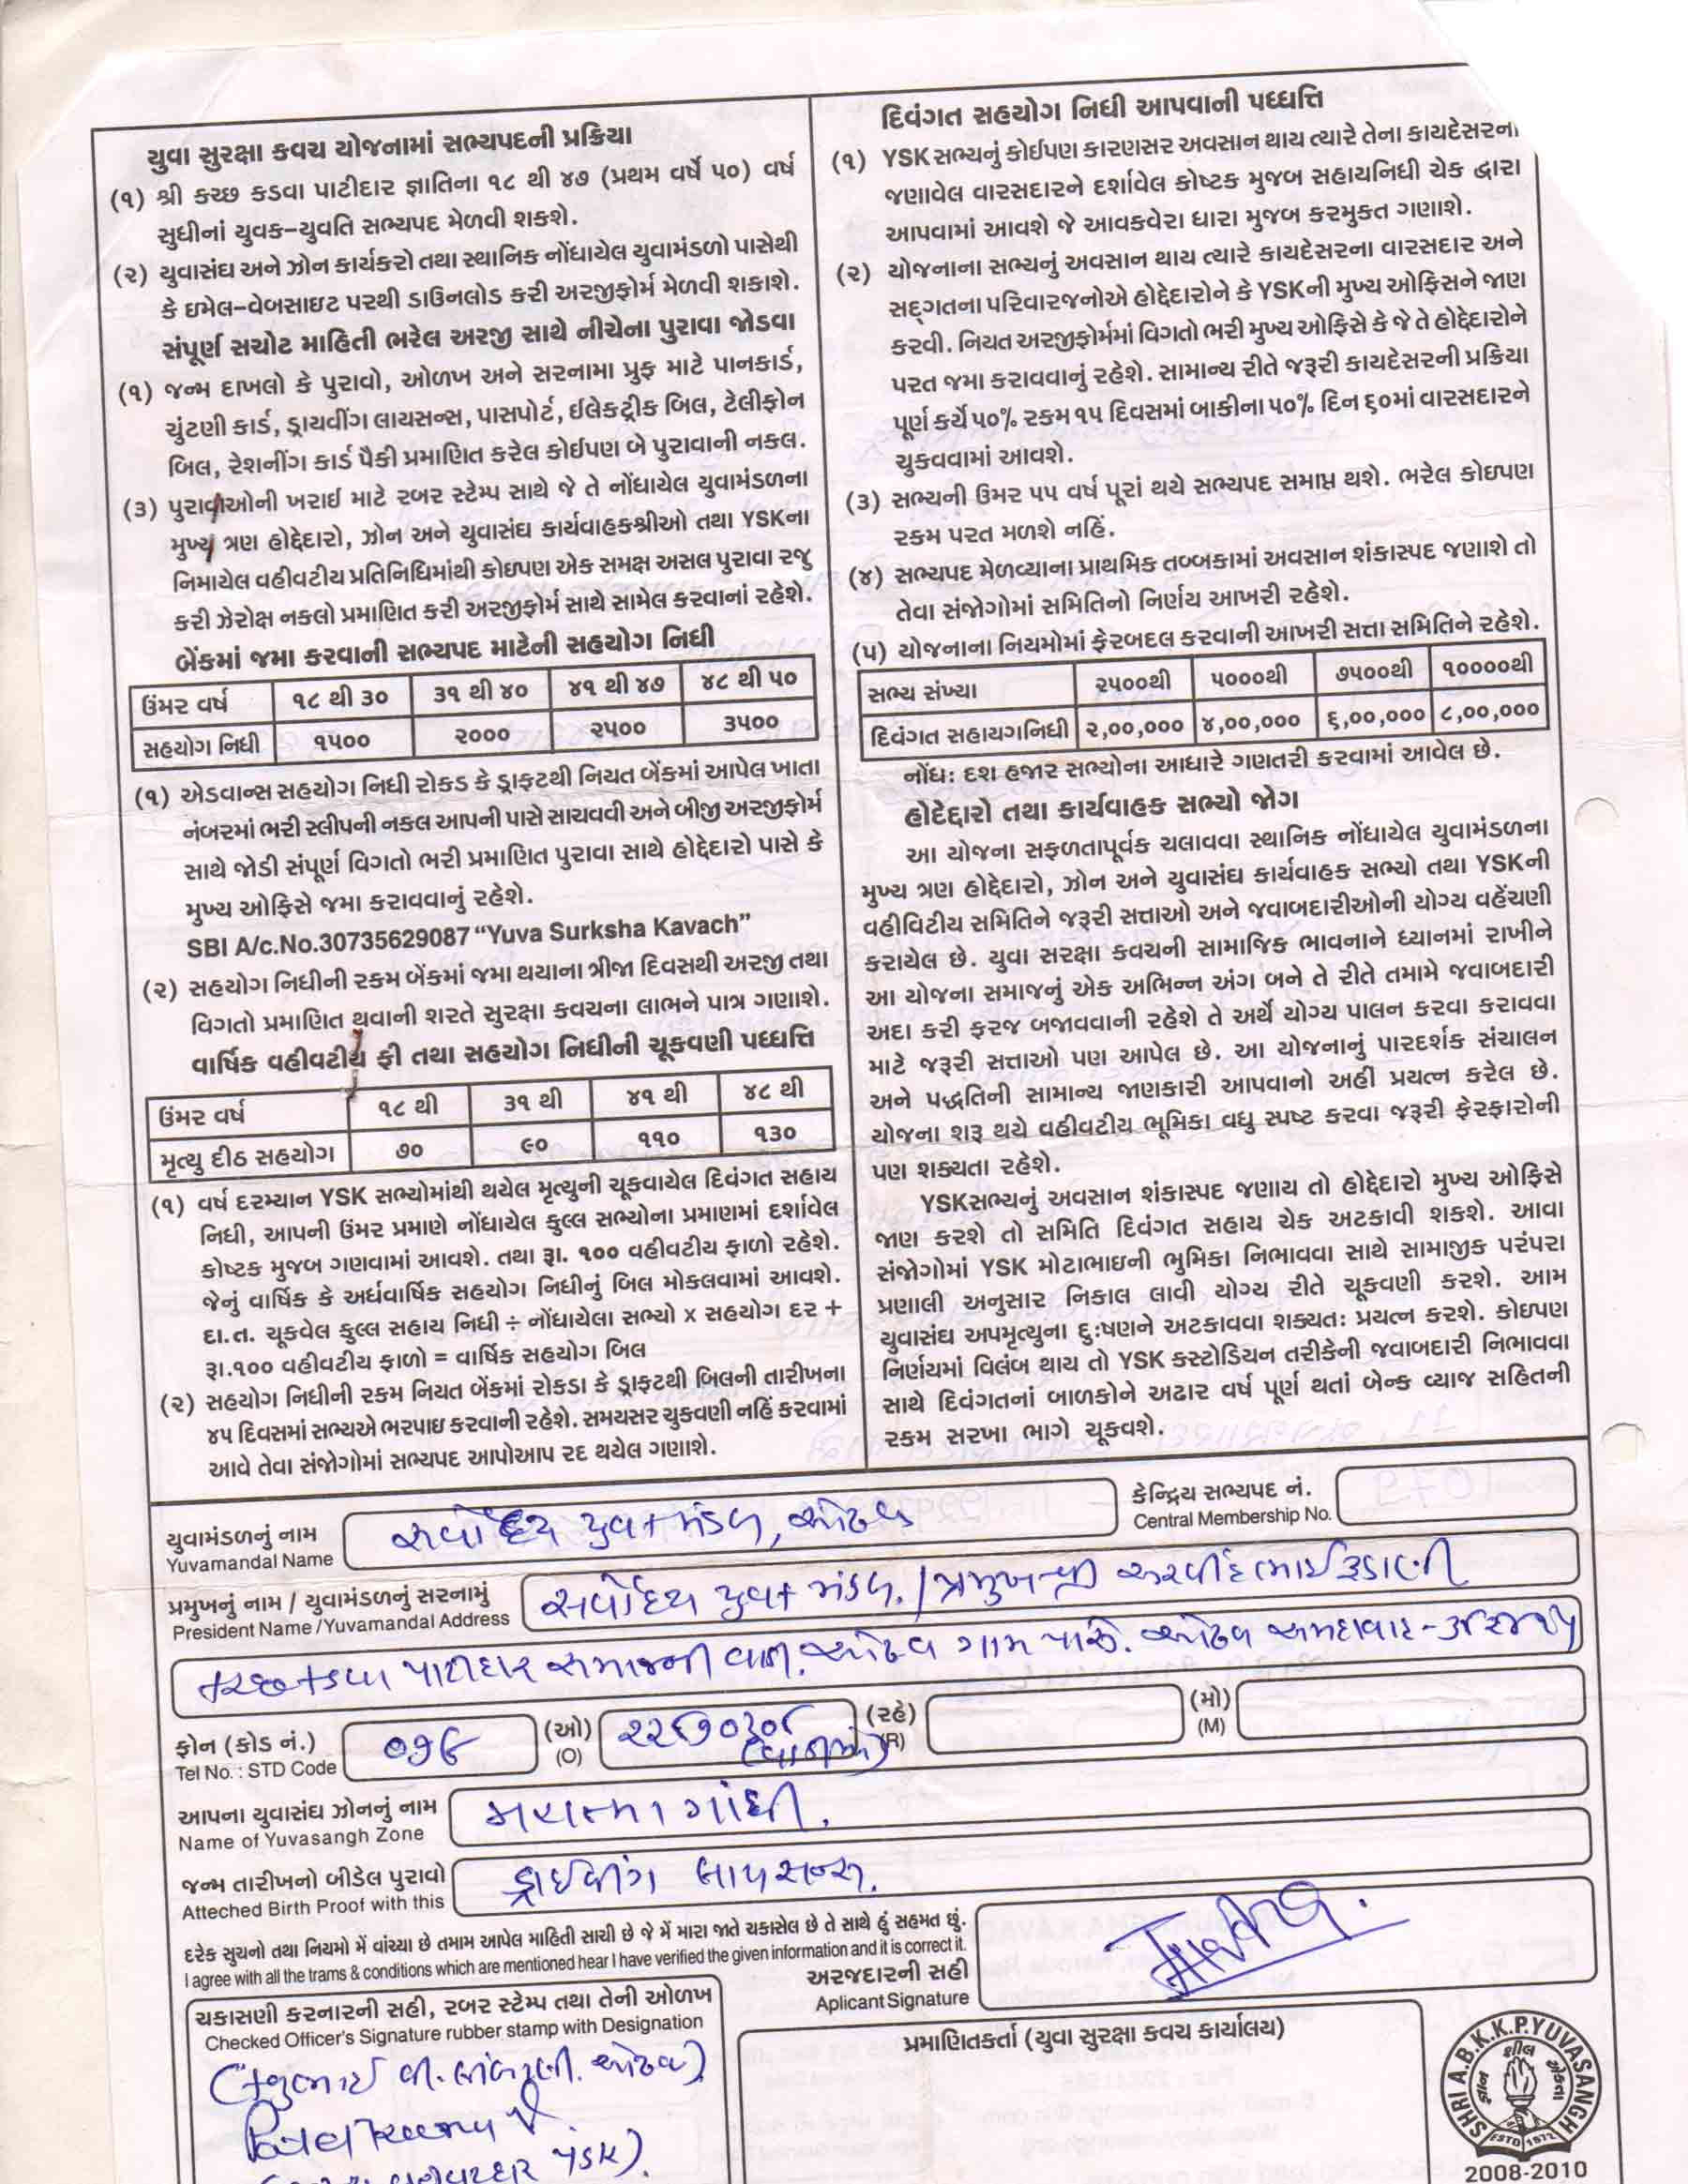 યુવા સુરક્ષા કવચ યોજનામાં સભ્યપદની પ્રક્રિયા
(૧) શ્રી કચ્છ કડવા પાટીદાર જ્ઞાતિના ૧૮ થી ૪૭ (પ્રથમ વર્ષે ૫૦) વર્ષ
સુધીનાં યુવક-યુવતિ સભ્યપદ મેળવી શકશે.
(૨) યુવાસંઘ અને ઝોન કાર્યકરો તથા સ્થાનિક નોંધાયેલ યુવામંડળો પાસેથી
કે ઇમેલ-વેબસાઇટ પરથી ડાઉનલોડ કરી અરજીફોર્મ મેળવી શકાશે.
સંપૂર્ણ સચોટ માહિતી ભરેલ અરજી સાથે નીચેના પુરાવા જોડવા
(૧) જન્મ દાખલો કે પુરાવો, ઓળખ અને સરનામા પ્રુફ માટે પાનકાર્ડ,
ચુંટણી કાર્ડ, ડ્રાયવીંગ લાયસન્સ, પાસપોર્ટ, ઈલેક્ટ્રીક બિલ, ટેલીફોન
બિલ, રેશનીંગ કાર્ડ પૈકી પ્રમાણિત કરેલ કોઈપણ બે પુરાવાની નકલ.
(૩) પુરાવાઓની ખરાઇ માટે રબર સ્ટેમ્પ સાથે જે તે નોંધાયેલ યુવામંડળના
મુખ્ય ત્રણ હોદ્દેદારો, ઝોન અને યુવાસંઘ કાર્યવાહકશ્રીઓ તથા YSKના
નિમાયેલ વહીવટીય પ્રતિનિધિમાંથી કોઇપણ એક સમક્ષ અસલ પુરાવા રજુ
કરી ઝેરોક્ષ નકલો પ્રમાણિત કરી અરજીફોર્મ સાથે સામેલ કરવાનાં રહેશે.
બેંકમાં જમા કરવાની સભ્યપદ માટેની સહયોગ નિધી
ઉંમર વર્ષ ૧૮ થી ૩૦ ૩૧ થી ૪૦ ૪૧ થી ૪૭ ૪૮ થી ૫૦
સહયોગ નિધી ૧૫૦૦ ૨૦૦૦ ૨૫૦૦ ૩૫૦૦
(૧) એડવાન્સ સહયોગ નિધી રોકડ કે ડ્રાફટથી નિયત બેંકમાં આપેલ ખાતા
નંબરમાં ભરી સ્લીપની નકલ આપની પાસે સાચવવી અને બીજી અરજીફોર્મ
સાથે જોડી સંપૂર્ણ વિગતો ભરી પ્રમાણિત પુરાવા સાથે હોદ્દેદારો પાસે કે
મુખ્ય ઓફિસે જમા કરાવવાનું રહેશે.
SBI A/c.No.30735629087 “Yuva Surksha Kavach”
(૨) સહયોગ નિધીની રકમ બેંકમાં જમા થયાના ત્રીજા દિવસથી અરજી તથા
વિગતો પ્રમાણિત થવાની શરતે સુરક્ષા કવચના લાભને પાત્ર ગણાશે.
વાર્ષિક વહીવટીય ફી તથા સહયોગ નિધીની ચૂકવણી પધ્ધતિ
ઉંમર વર્ષ ૧૮ થી ૩૧ થી ૪૧ થી ૪૮ થી
મૃત્યુ દીઠ સહયોગ ૭૦ ૯૦ ૧૧૦ ૧૩૦
(૧) વર્ષ દરમ્યાન YSK સભ્યોમાંથી થયેલ મૃત્યુની ચૂકવાયેલ દિવંગત સહાય
નિધી, આપની ઉંમર પ્રમાણે નોંધાયેલ કુલ્લ સભ્યોના પ્રમાણમાં દર્શાવેલ
કોષ્ટક મુજબ ગણવામાં આવશે. તથા રૂા. ૧૦૦ વહીવટીય ફાળો રહેશે.
જેનું વાર્ષિક કે અર્ધવાર્ષિક સહયોગ નિધીનું બિલ મોકલવામાં આવશે.
દા.ત. ચૂકવેલ કુલ્લ સહાય નિધી ÷ નોંધાયેલા સભ્યો x સહયોગ દર +
રૂા.૧૦૦ વહીવટીય ફાળો = વાર્ષિક સહયોગ બિલ
(૨) સહયોગ નિધીની રકમ નિયત બેંકમાં રોકડા કે ડ્રાફટથી બિલની તારીખના
૪૫ દિવસમાં સભ્યએ ભરપાઇ કરવાની રહેશે. સમયસર ચુકવણી નહિં કરવામાં
આવે તેવા સંજોગોમાં સભ્યપદ આપોઆપ રદ થયેલ ગણાશે.
દિવંગત સહયોગ નિધી આપવાની પધ્ધતિ
(૧) YSK સભ્યનું કોઈપણ કારણસર અવસાન થાય ત્યારે તેના કાયદેસરના
જણાવેલ વારસદારને દર્શાવેલ કોષ્ટક મુજબ સહાયનિધી ચેક દ્વારા
આપવામાં આવશે જે આવકવેરા ધારા મુજબ કરમુકત ગણાશે.
(૨) યોજનાના સભ્યનું અવસાન થાય ત્યારે કાયદેસરના વારસદાર અને
સદ્‌ગતના પરિવારજનોએ હોદ્દેદારોને કે YSKની મુખ્ય ઓફિસને જાણ
કરવી. નિયત અરજીફોર્મમાં વિગતો ભરી મુખ્ય ઓફિસે કે જે તે હોદ્દેદારોને
પરત જમા કરાવવાનું રહેશે. સામાન્ય રીતે જરૂરી કાયદેસરની પ્રક્રિયા
પૂર્ણ કર્યે ૫૦% રકમ ૧૫ દિવસમાં બાકીના ૫૦% દિન ૬૦માં વારસદારને
ચુકવવામાં આવશે.
(૩) સભ્યની ઉમર ૫૫ વર્ષ પૂરાં થયે સભ્યપદ સમાપ્ત થશે. ભરેલ કોઇપણ
રકમ પરત મળશે નહિં.
(૪) સભ્યપદ મેળવ્યાના પ્રાથમિક તબ્બકામાં અવસાન શંકાસ્પદ જણાશે તો
તેવા સંજોગોમાં સમિતિનો નિર્ણય આખરી રહેશે.
(૫) યોજનાના નિયમોમાં ફેરબદલ કરવાની આખરી સત્તા સમિતિને રહેશે.
સભ્ય સંખ્યા ૨૫૦૦થી ૫૦૦૦થી ૭૫૦૦થી ૧૦૦૦૦થી
દિવંગત સહાયગનિધી ૨,૦૦,૦૦૦ ૪,૦૦,૦૦૦ ૬,૦૦,૦૦૦ ૮,૦૦,૦૦૦
નોંધઃ દશ હજાર સભ્યોના આધારે ગણતરી કરવામાં આવેલ છે.
હોદેદ્દારો તથા કાર્યવાહક સભ્યો જોગ
આ યોજના સફળતાપૂર્વક ચલાવવા સ્થાનિક નોંધાયેલ યુવામંડળના
મુખ્ય ત્રણ હોદ્દેદારો, ઝોન અને યુવાસંઘ કાર્યવાહક સભ્યો તથા YSKની
વહીવિટીય સમિતિને જરૂરી સત્તાઓ અને જવાબદારીઓની યોગ્ય વહેંચણી
કરાયેલ છે. યુવા સરક્ષા કવચની સામાજિક ભાવનાને ધ્યાનમાં રાખીને
આ યોજના સમાજનું એક અભિન્ન અંગ બને તે રીતે તમામે જવાબદારી
અદા કરી ફરજ બજાવવાની રહેશે તે અર્થે યોગ્ય પાલન કરવા કરાવવા
માટે જરૂરી સત્તાઓ પણ આપેલ છે. આ યોજનાનું પારદર્શક સંચાલન
અને પદ્ધતિની સામાન્ય જાણકારી આપવાનો અહીં પ્રયત્ન કરેલ છે.
યોજના શરૂ થયે વહીવટીય ભૂમિકા વધુ સ્પષ્ટ કરવા જરૂરી ફેરફારોની
પણ શક્યતા રહેશે.
YSKસભ્યનું અવસાન શંકાસ્પદ જણાય તો હોદ્દેદારો મુખ્ય ઓફિસે
જાણ કરશે તો સમિતિ દિવંગત સહાય ચેક અટકાવી શકશે. આવા
સંજોગોમાં YSK મોટાભાઇની ભુમિકા નિભાવવા સાથે સામાજીક પરંપરા
પ્રણાલી અનુસાર નિકાલ લાવી યોગ્ય રીતે ચૂકવણી કરશે. આમ
યુવાસંઘ અપમૃત્યુના દુઃષણને અટકાવવા શક્યતઃ પ્રયત્ન કરશે. કોઇપણ
નિર્ણયમાં વિલંબ થાય તો YSK કસ્ટોડિયન તરીકેની જવાબદારી નિભાવવા
સાથે દિવંગતનાં બાળકોને અઢાર વર્ષ પૂર્ણ થતાં બેન્ક વ્યાજ સહિતની
રકમ સરખા ભાગે ચૂકવશે.
યુવામંડળનું નામ સર્વોદય યુવક મંડળ, ઓઢવ કેન્દ્રિય સભ્યપદ નં.
Yuvamandal Name Central Membership No.
પ્રમુખનું નામ / યુવામંડળનું સરનામું સર્વોદય યુવક મંડળ. / પ્રમુખશ્રી અરવીંદભાઈ રૂડાણી
President Name /Yuvamandal Address
કચ્છ કડવા પાટીદાર સમાજની વાડી, ઓઢવ ગામ પાસે. ઓઢવ અમદાવાદ-
ફોન (કોડ નં.) ૦૭૯ (ઓ) (રહે) (મો)
Tel No. : STD Code (O) (R) (M)
આપના યુવાસંઘ ઝોનનું નામ મહાત્મા ગાંધી.
Name of Yuvasangh Zone
જન્મ તારીખનો બીડેલ પુરાવો ડ્રાઈવીંગ લાયસન્સ.
Atteched Birth Proof with this
દરેક સુચનો તથા નિયમો મેં વાંચ્યા છે તમામ આપેલ માહિતી સાચી છે જે મેં મારા જાતે ચકાસેલ છે તે સાથે હું સહમત છું.
I agree with all the trams & conditions which are mentioned hear I have verified the given information and it is correct it.
અરજદારની સહી
Aplicant Signature
ચકાસણી કરનારની સહી, રબર સ્ટેમ્પ તથા તેની ઓળખ
Checked Officer's Signature rubber stamp with Designation
પ્રમાણિતકર્તા (યુવા સુરક્ષા કવચ કાર્યાલય)
SHRI A.B.K.K.P.YUVASANGH
ESTD 1972
2008-2010